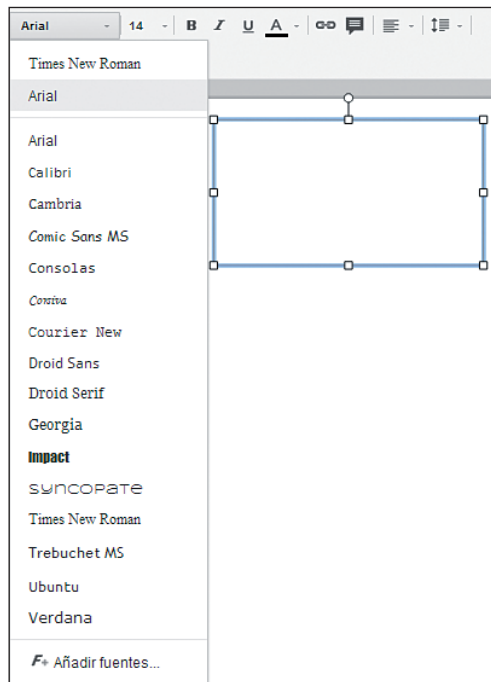 Arial 14 B I U A
Times New Roman
Arial
Arial
Calibri
Cambria
Comic Sans MS
Consolas
Corsiva
Courier New
Droid Sans
Droid Serif
Georgia
Impact
syncopate
Times New Roman
Trebuchet MS
Ubuntu
Verdana
F+ Añadir fuentes...